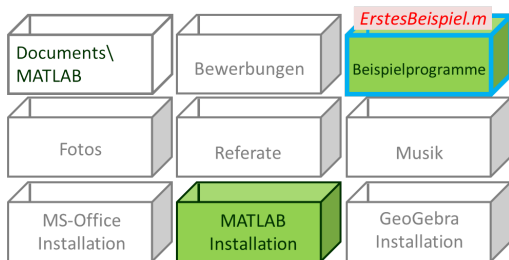 ErstesBeispiel.m
Documents\
MATLAB
Bewerbungen
Beispielprogramme
Fotos
Referate
Musik
MS-Office
Installation
MATLAB
Installation
GeoGebra
Installation